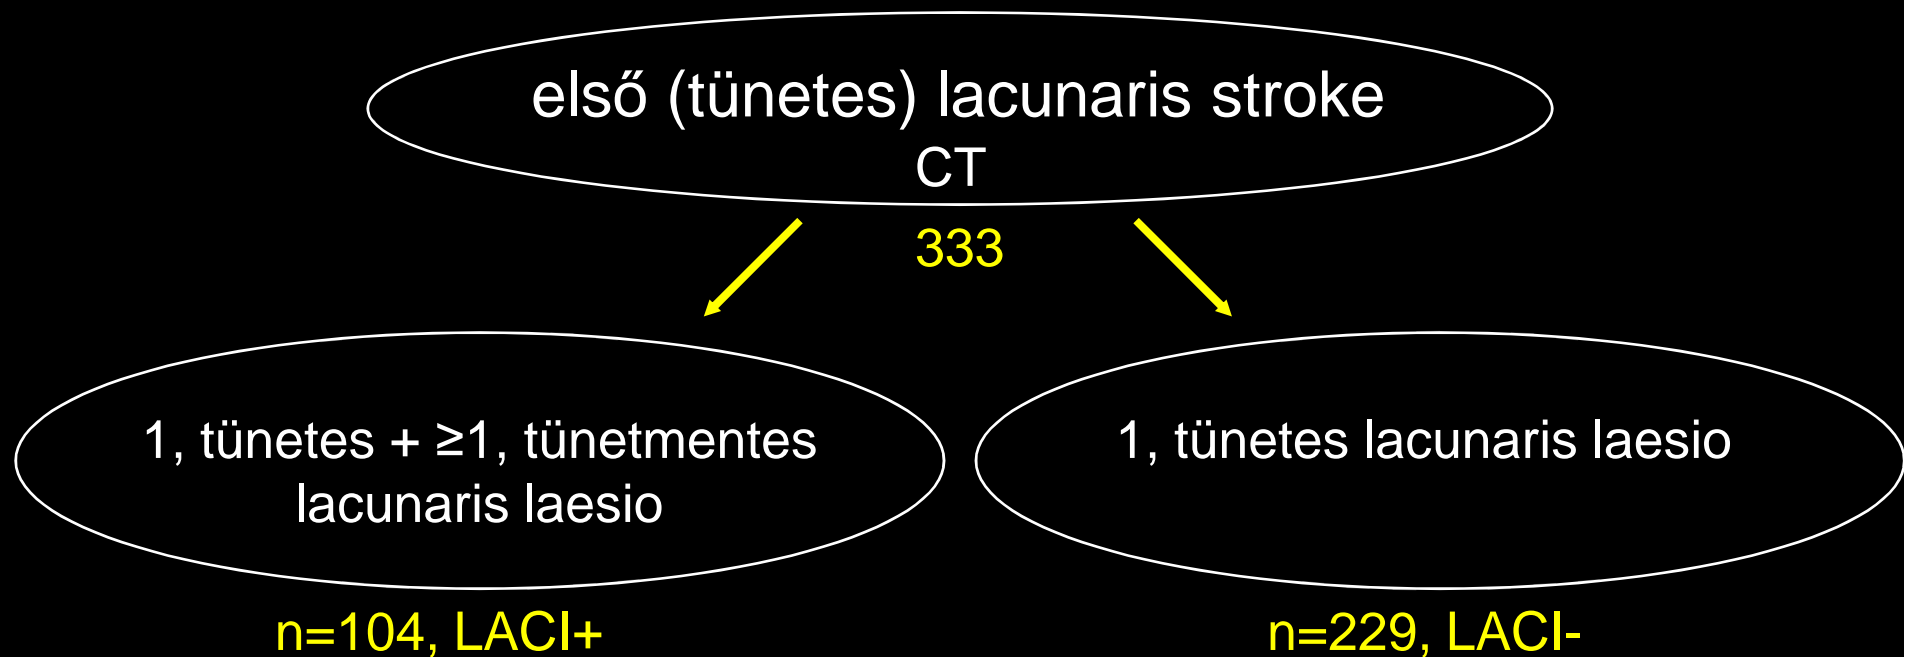 első (tünetes) lacunaris stroke
CT
333
1, tünetes + ≥1, tünetmentes
lacunaris laesio
1, tünetes lacunaris laesio
n=104, LACI+
n=229, LACI-